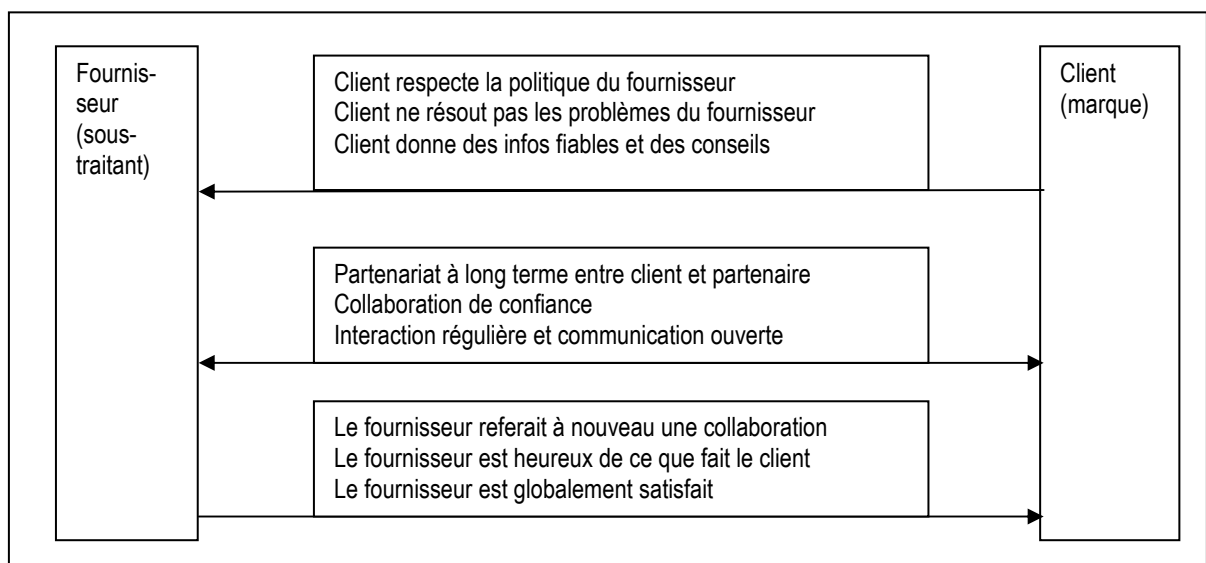 Fournis-
seur
(sous-
traitant)
Client respecte la politique du fournisseur
Client ne résout pas les problèmes du fournisseur
Client donne des infos fiables et des conseils
Client
(marque)
Partenariat à long terme entre client et partenaire
Collaboration de confiance
Interaction régulière et communication ouverte
Le fournisseur referait à nouveau une collaboration
Le fournisseur est heureux de ce que fait le client
Le fournisseur est globalement satisfait